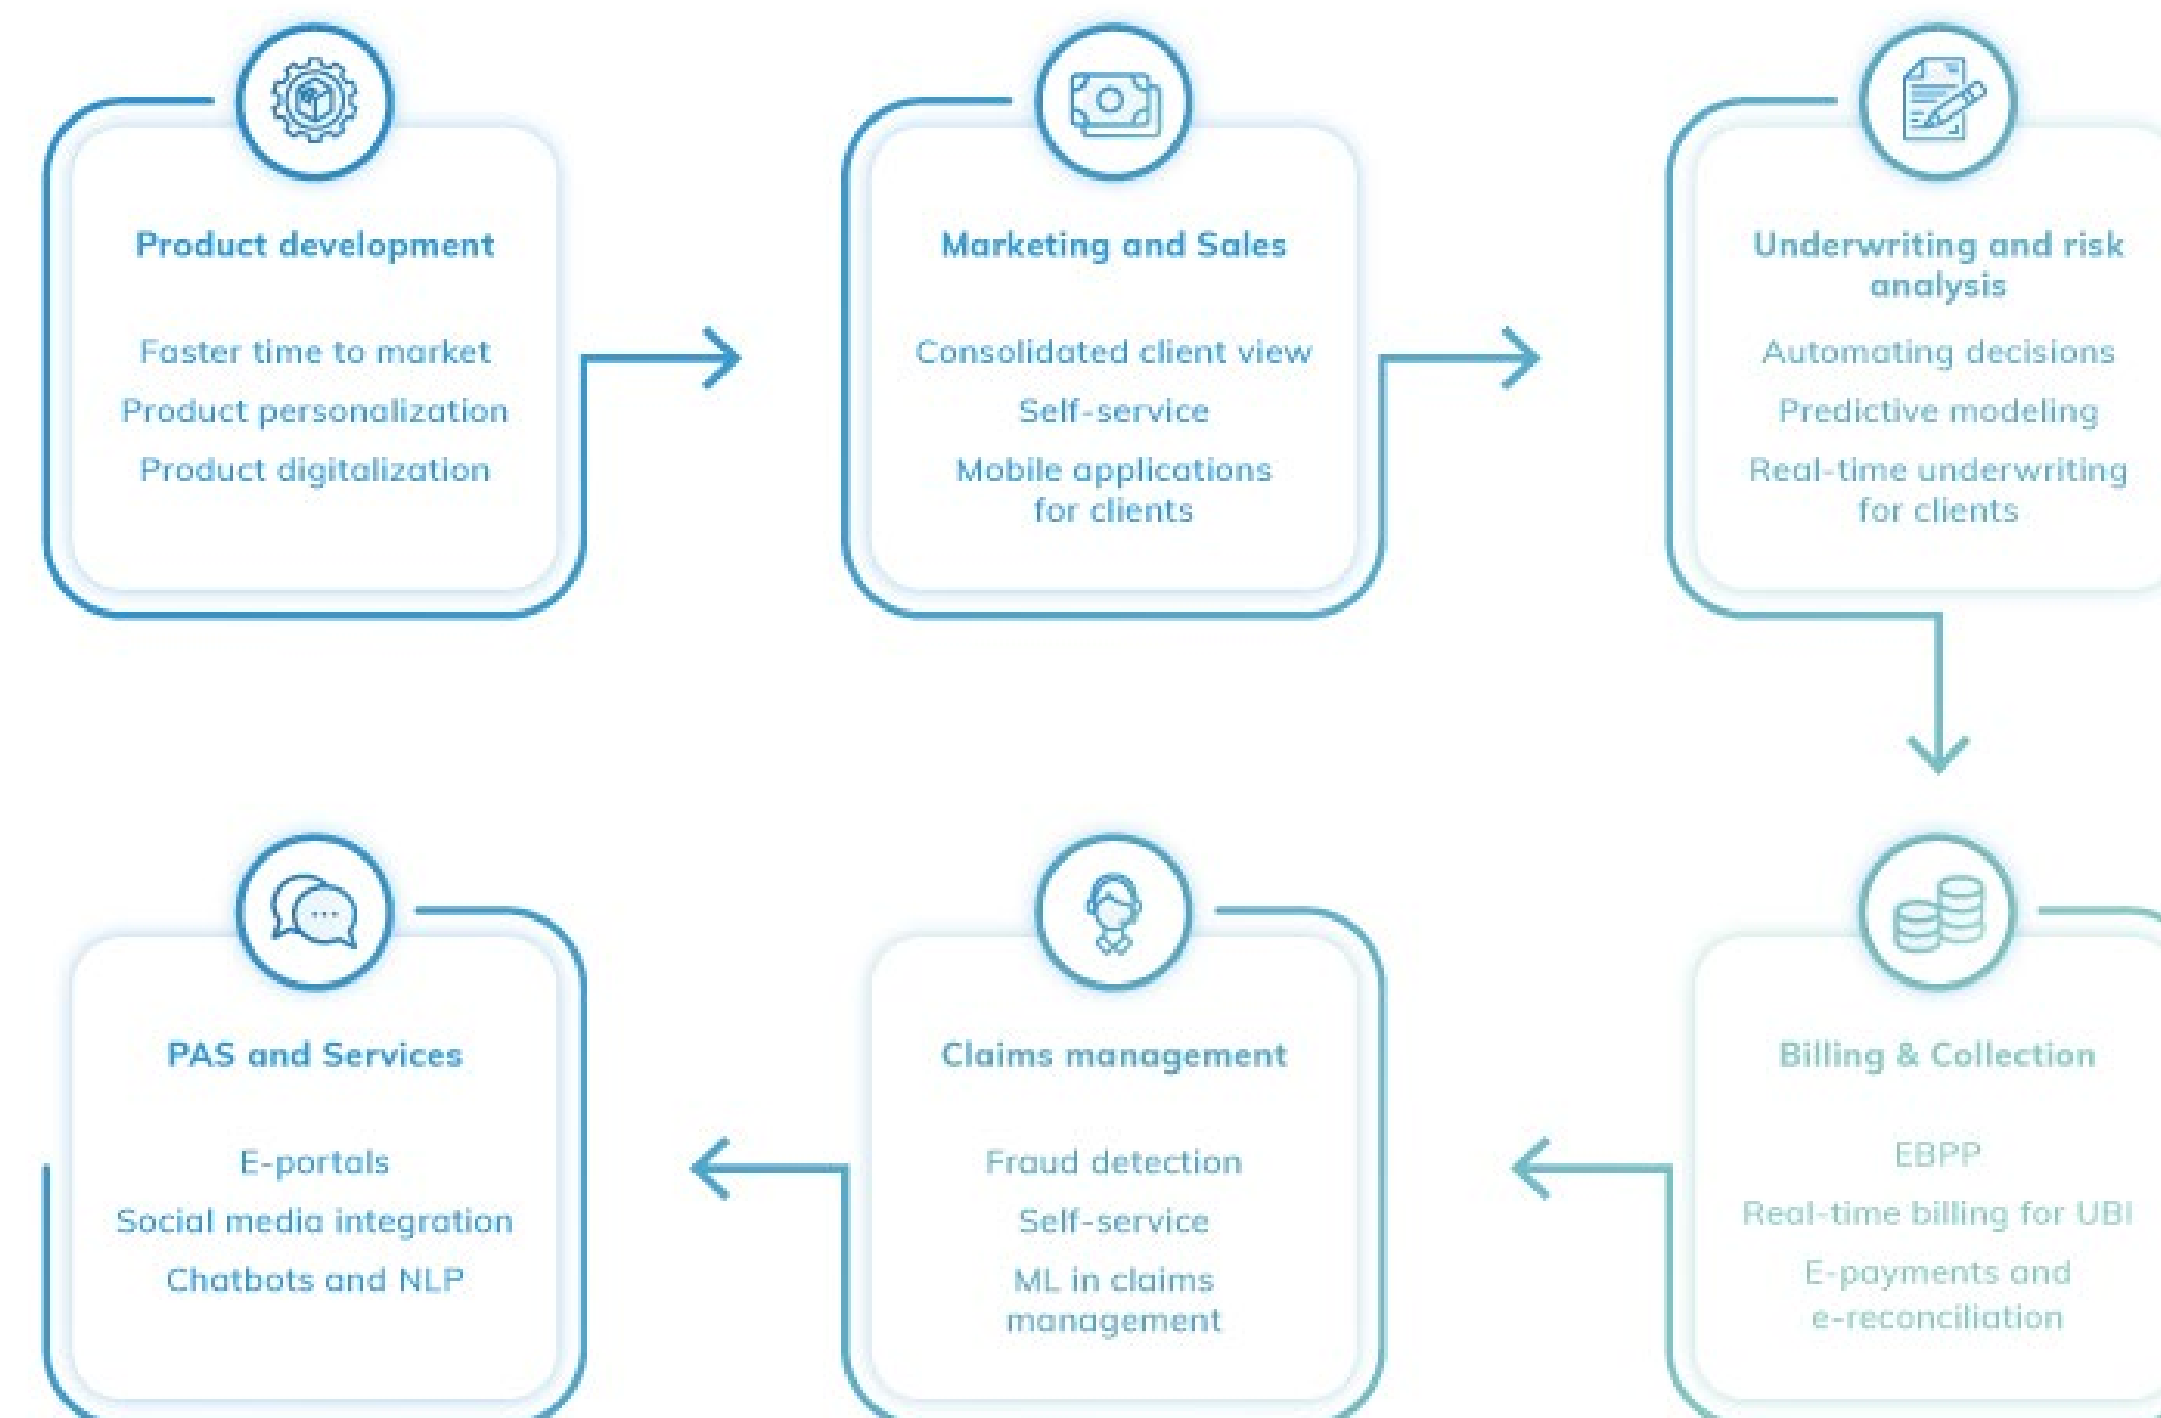 Product development
Faster time to market
Product personalization
Product digitalization
Marketing and Sales
Consolidated client view
Self-service
Mobile applications
for clients
Underwriting and risk
analysis
Automating decisions
Predictive modeling
Real-time underwriting
for clients
PAS and Services
E-portals
Social media integration
Chatbots and NLP
Claims management
Fraud detection
Self-service
ML in claims
management
Billing & Collection
EBPP
Real-time billing for UBI
E-payments and
e-reconciliation